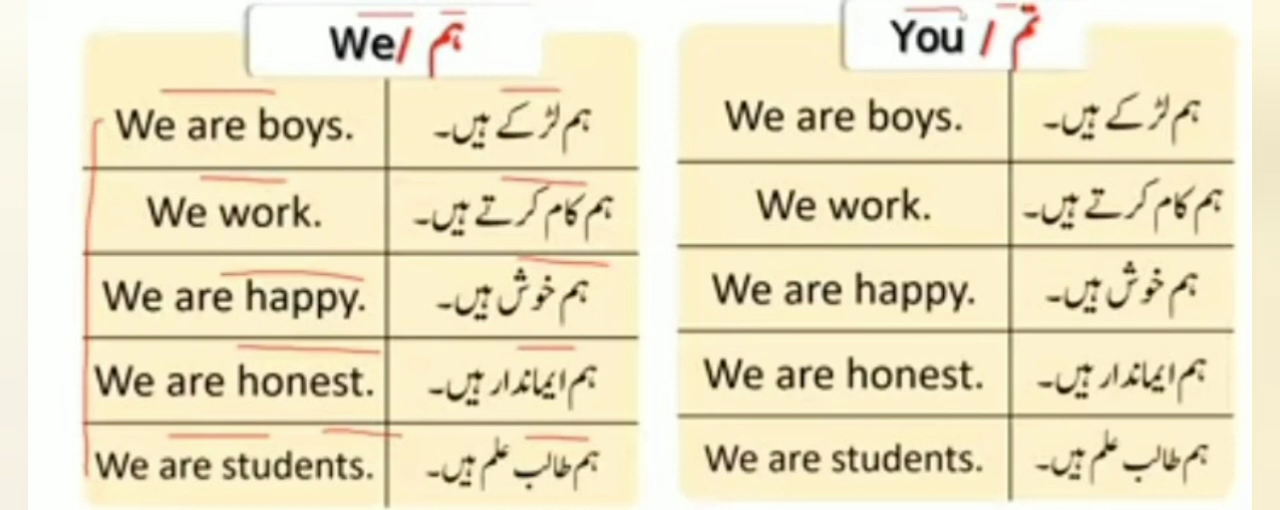 We / ہم
We are boys. ہم لڑکے ہیں۔
We work. ہم کام کرتے ہیں۔
We are happy. ہم خوش ہیں۔
We are honest. ہم ایماندار ہیں۔
We are students. ہم طالب علم ہیں۔
You / تم
We are boys. ہم لڑکے ہیں۔
We work. ہم کام کرتے ہیں۔
We are happy. ہم خوش ہیں۔
We are honest. ہم ایماندار ہیں۔
We are students. ہم طالب علم ہیں۔